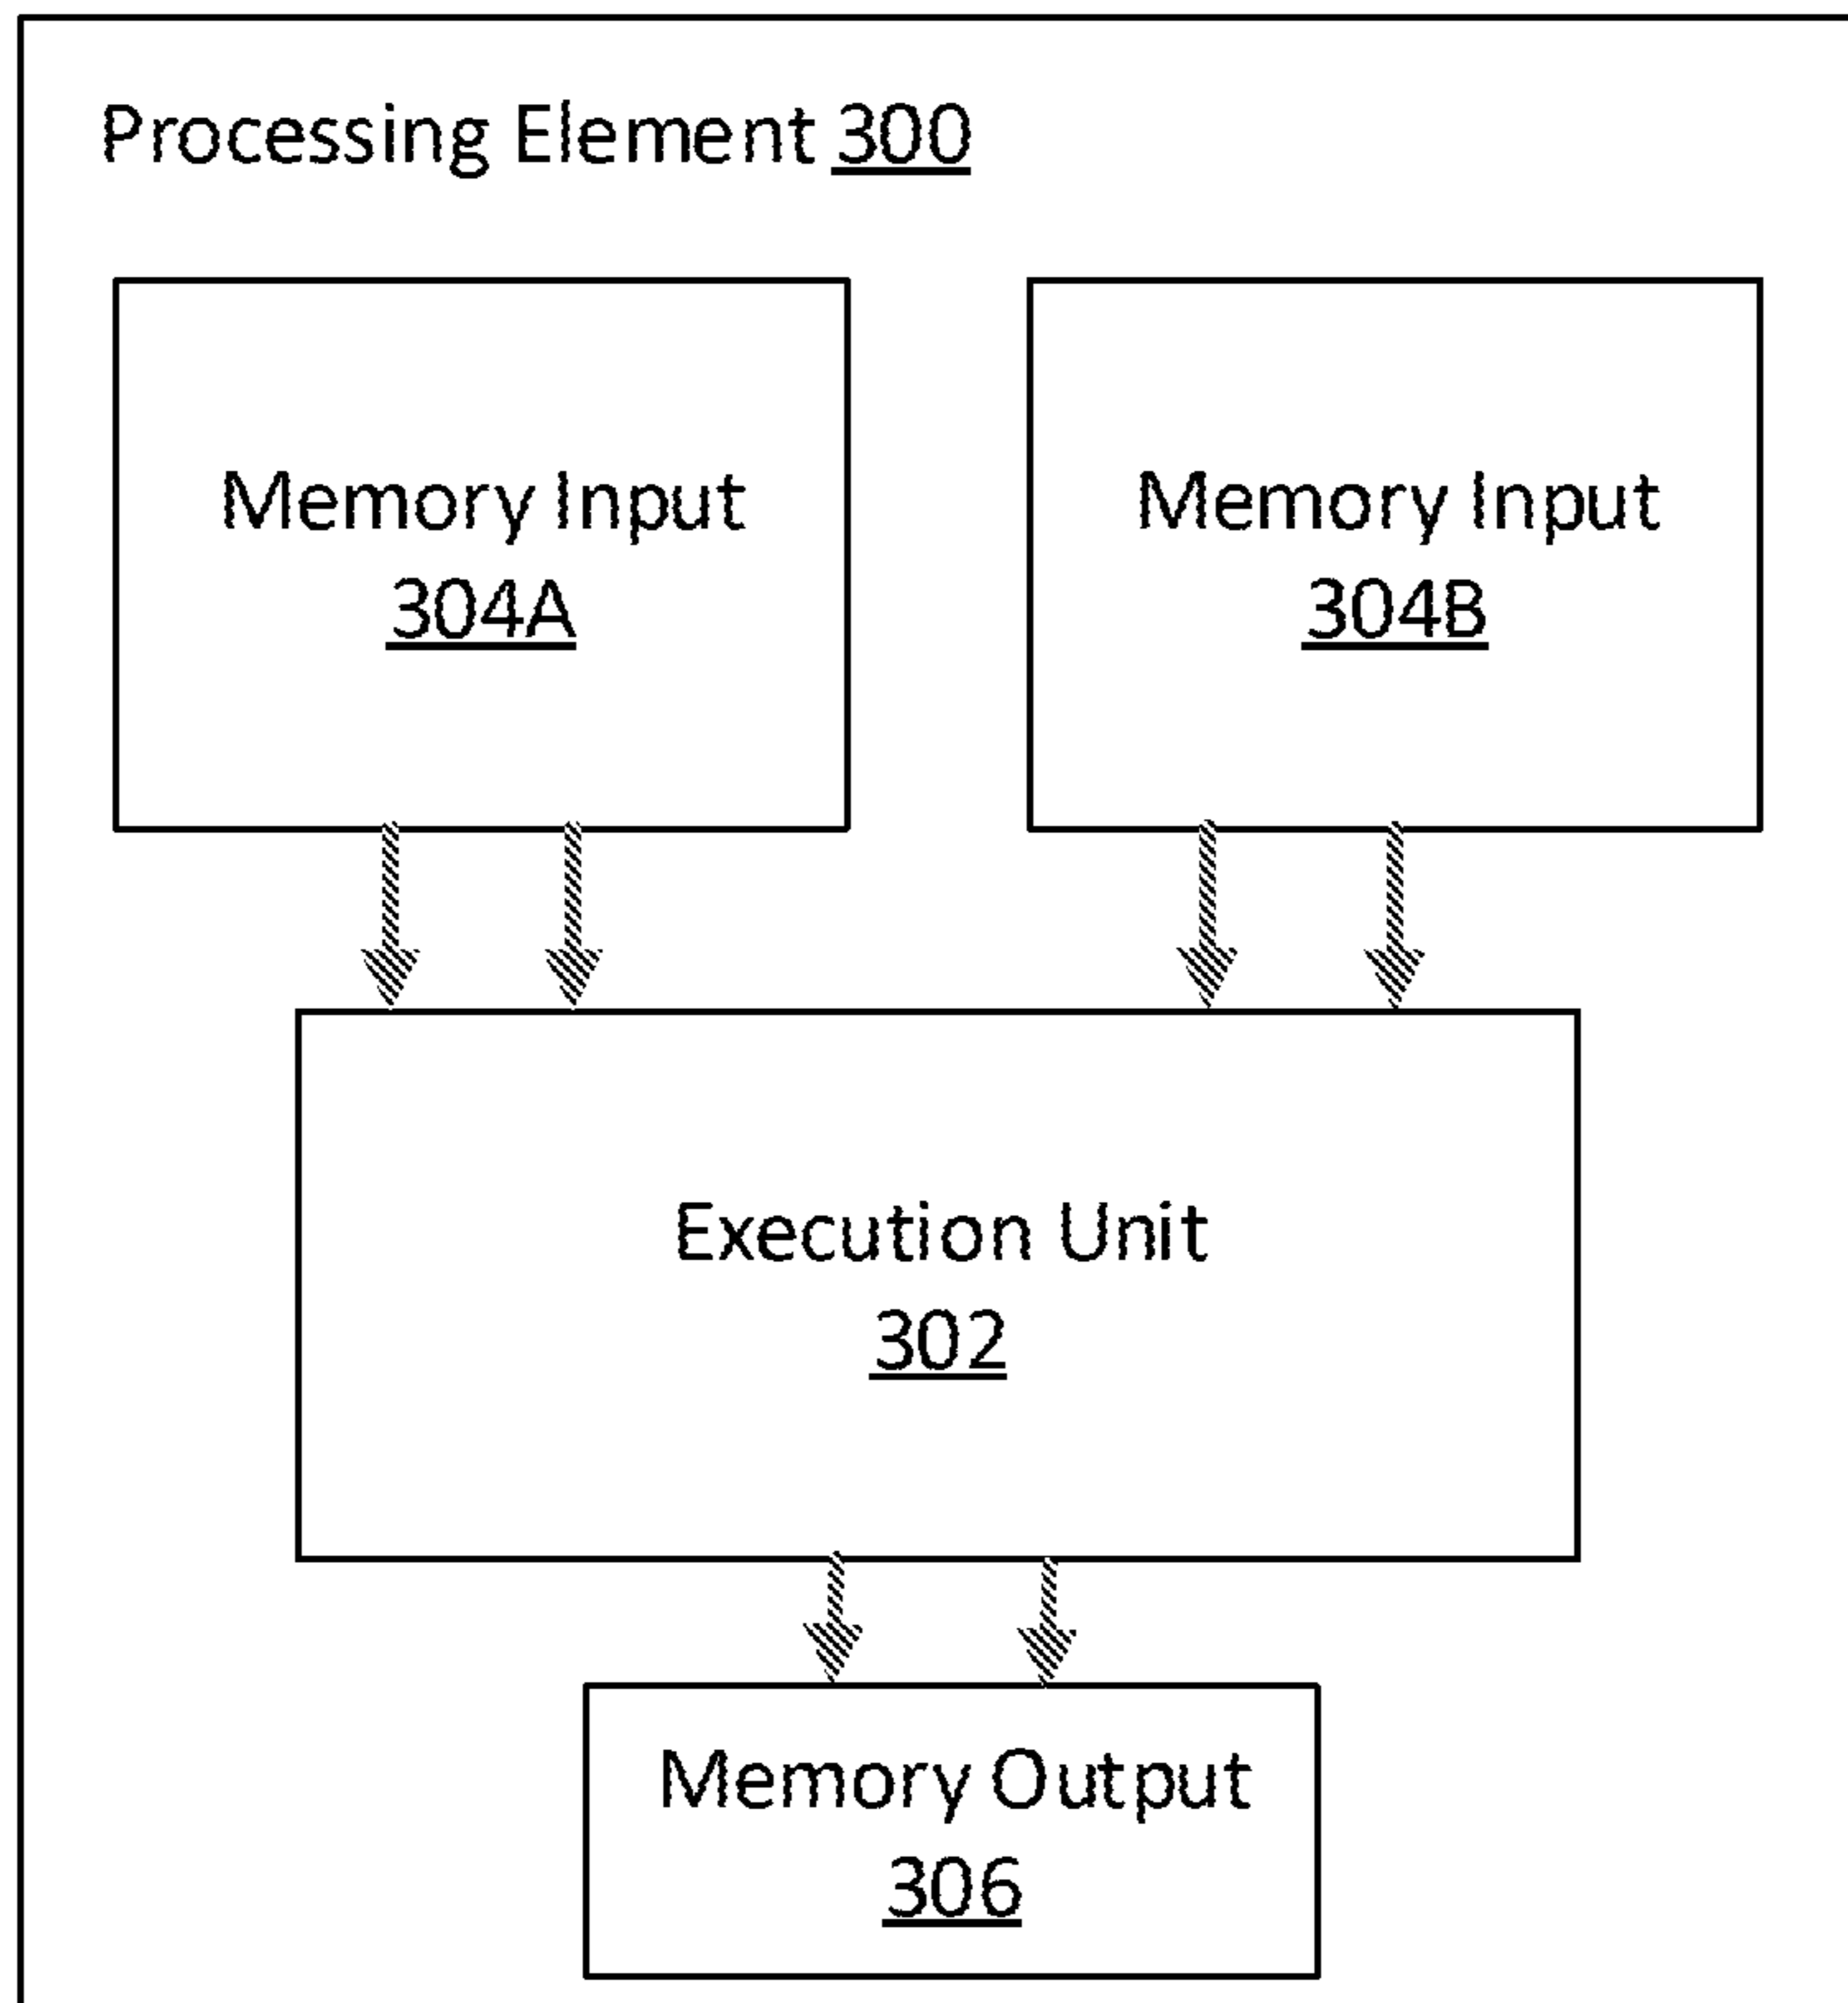 Processing Element 300
Memory Input
304A
Memory Input
304B
Execution Unit
302
Memory Output
306